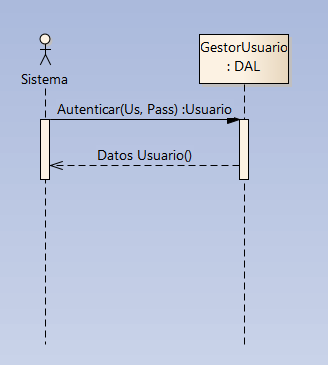 GestorUsuario
: DAL
Sistema
Autenticar(Us, Pass) :Usuario
Datos Usuario()